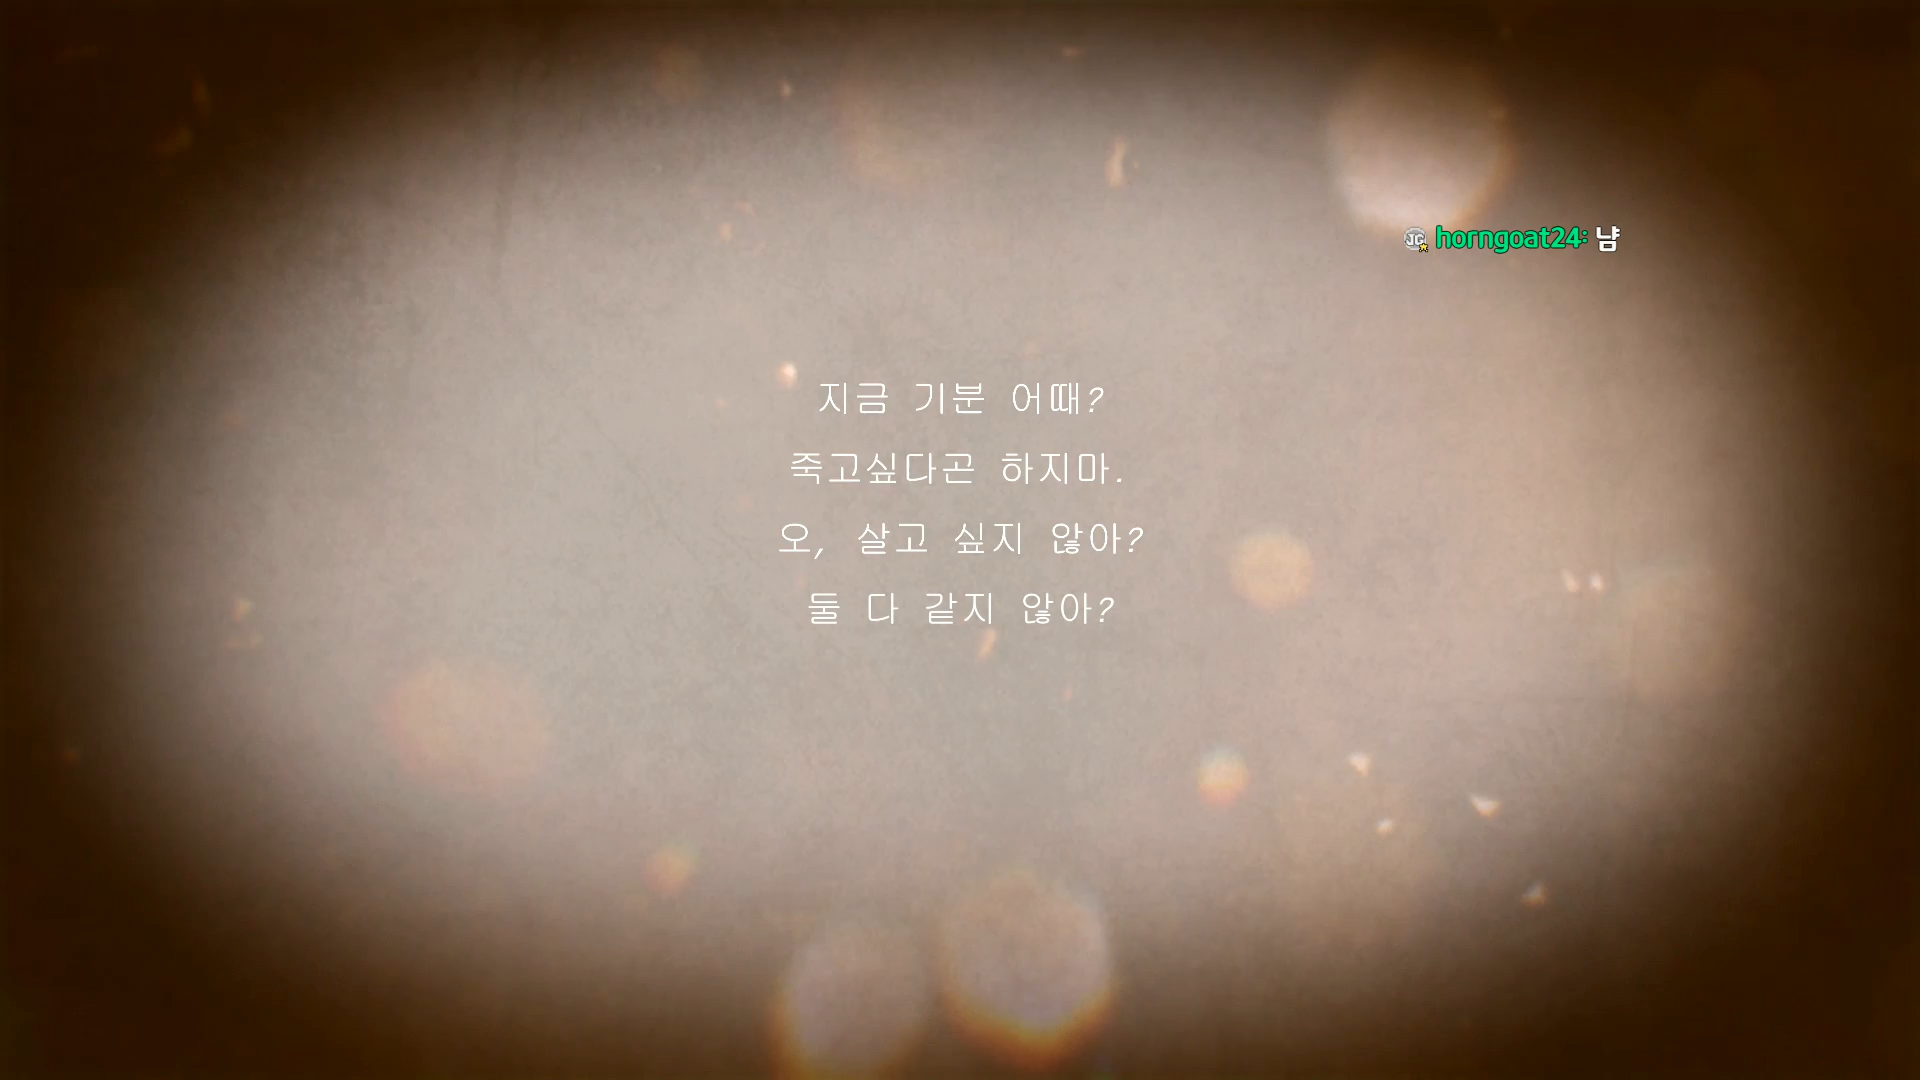 JG horngoat24: 냠
지금 기분 어때?
죽고싶다곤 하지마.
오, 살고 싶지 않아?
둘 다 같지 않아?